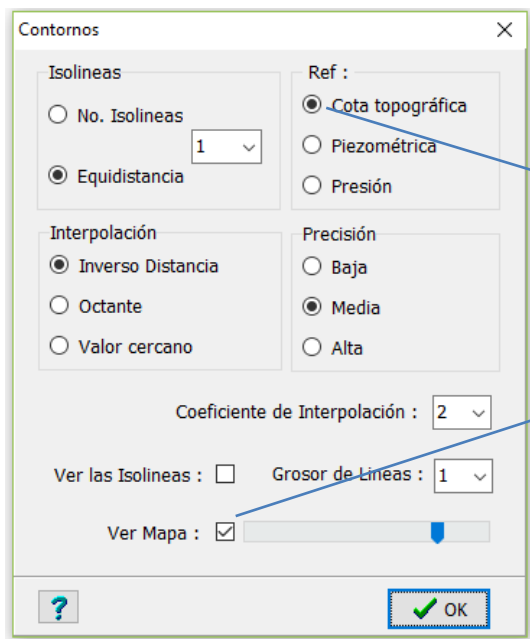 Contornos
Isolineas
No. Isolineas
1
Equidistancia
Ref :
Cota topográfica
Piezométrica
Presión
Interpolación
Inverso Distancia
Octante
Valor cercano
Precisión
Baja
Media
Alta
Coeficiente de Interpolación : 2
Ver las Isolineas : Grosor de Lineas : 1
Ver Mapa :
? OK